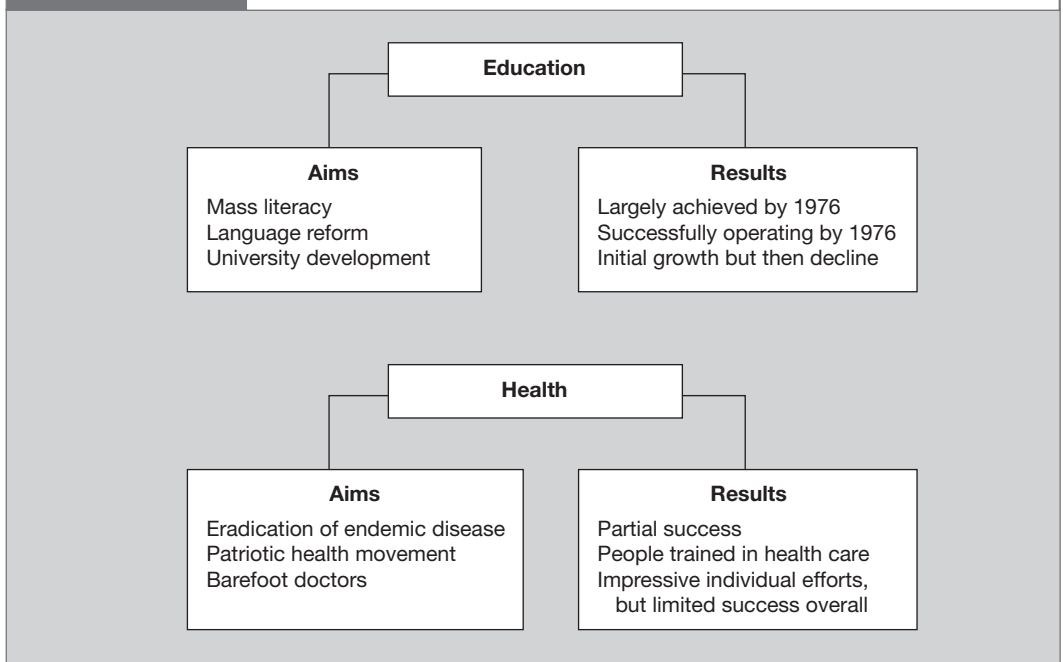 Education
Aims
Mass literacy
Language reform
University development
Results
Largely achieved by 1976
Successfully operating by 1976
Initial growth but then decline
Health
Aims
Eradication of endemic disease
Patriotic health movement
Barefoot doctors
Results
Partial success
People trained in health care
Impressive individual efforts,
but limited success overall